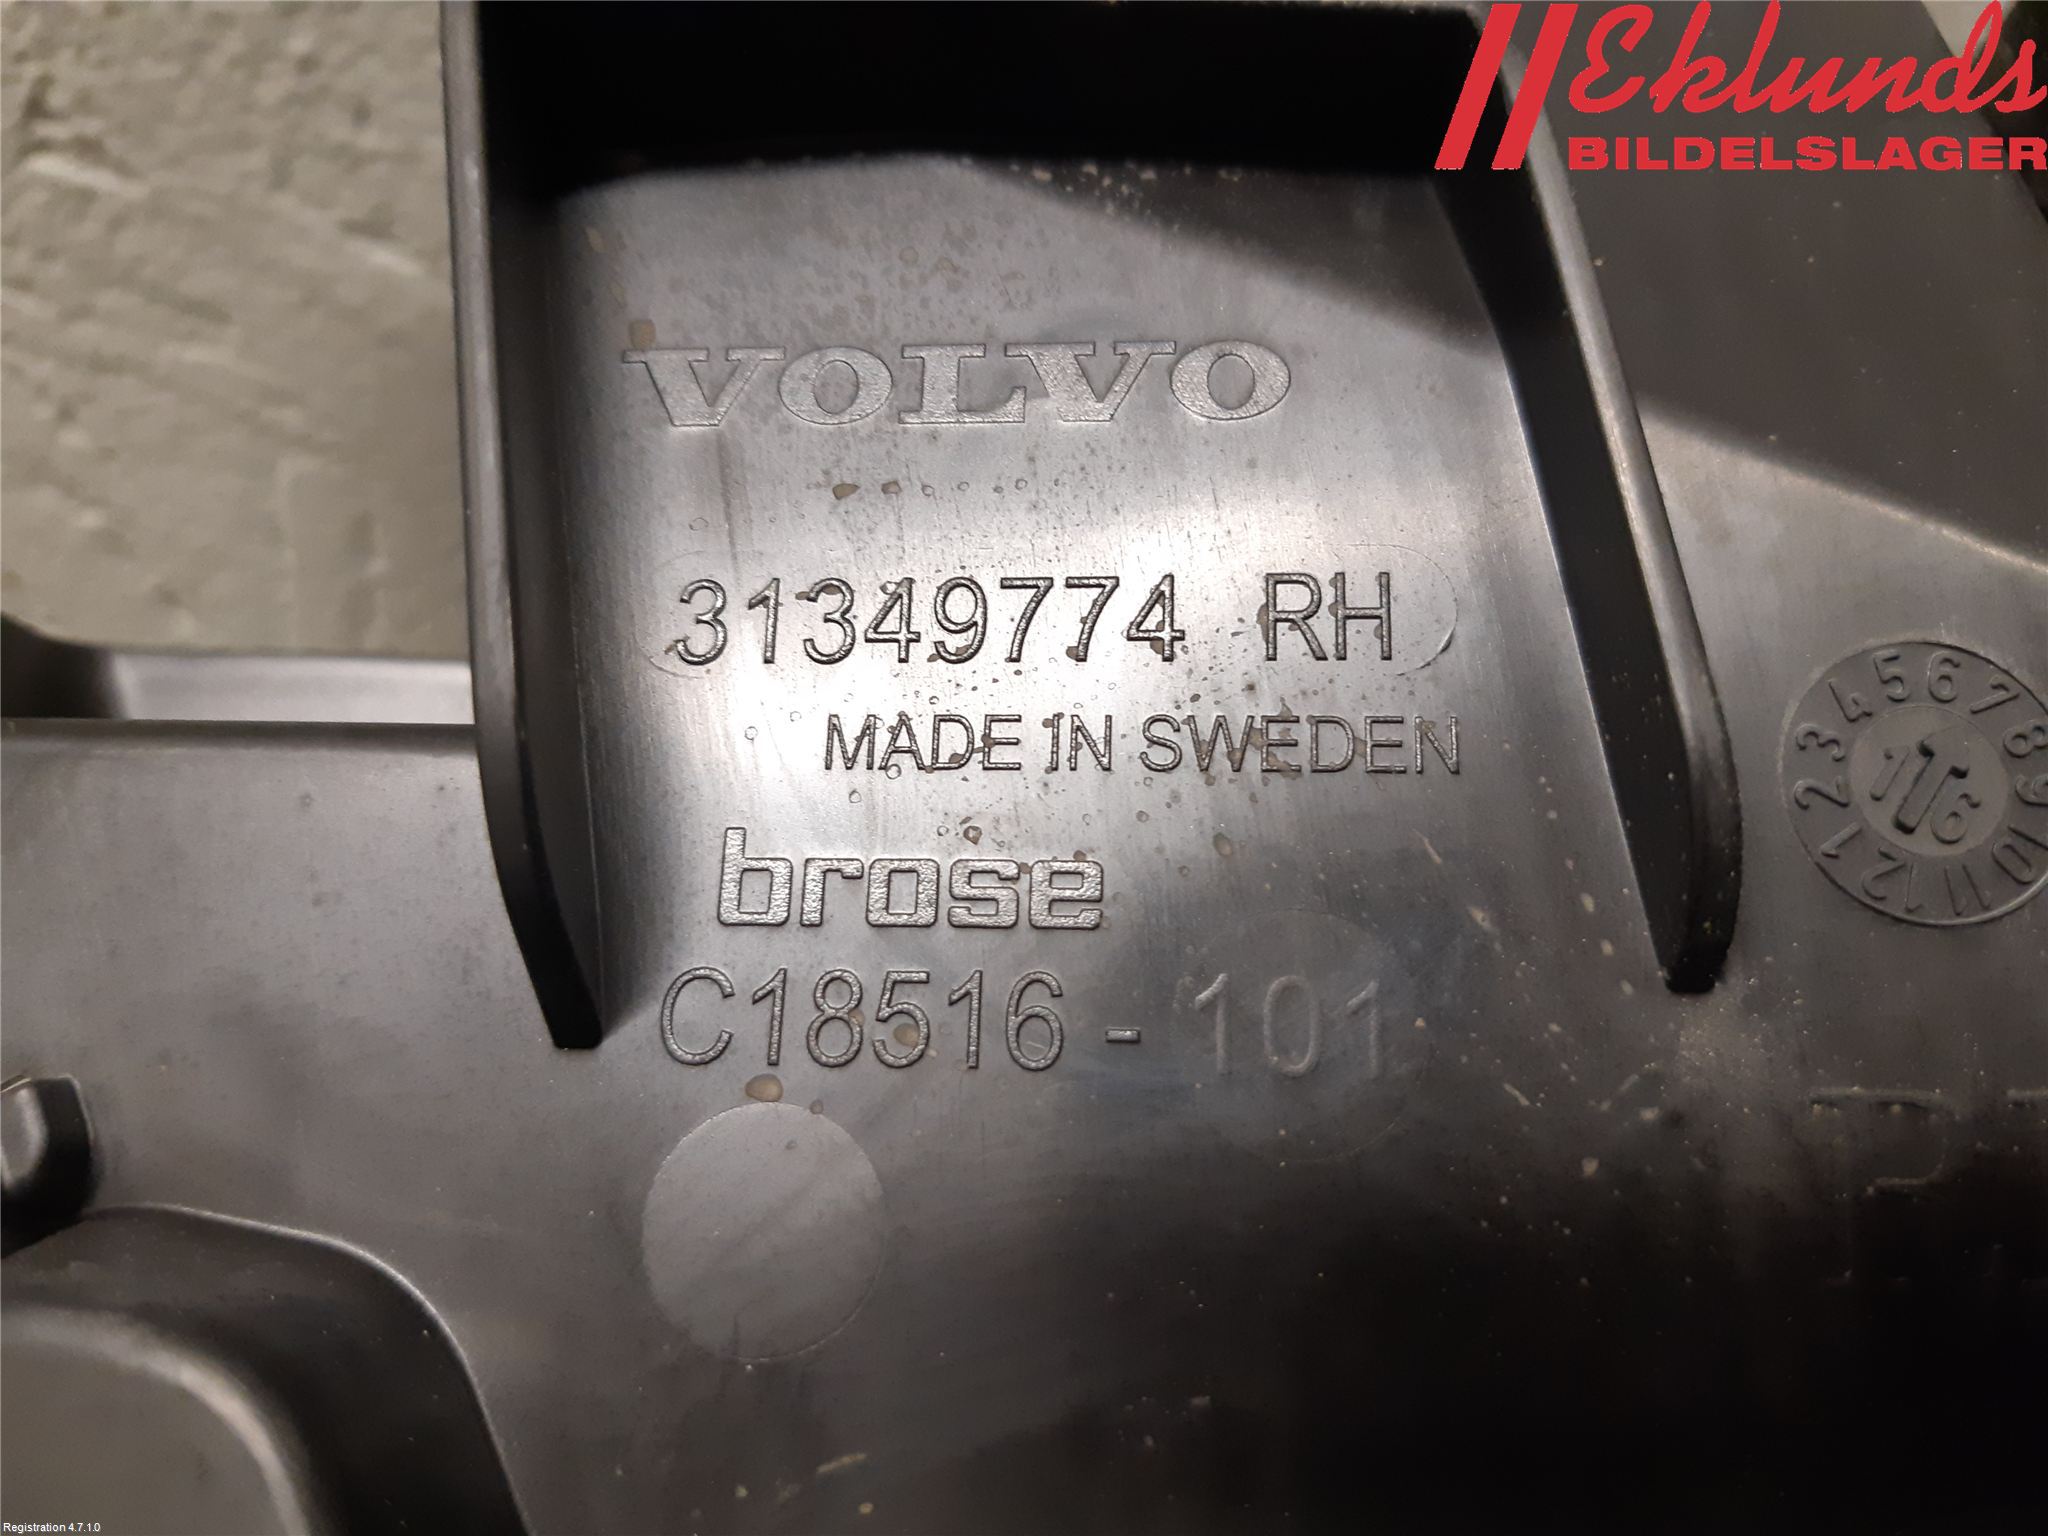 Eklunds
BILDELSLAGER
VOLVO
31349774 RH
MADE IN SWEDEN
brose
C18516 - 101
1 2 3 4 5 6 7 8 9 10 11 12
16
Registration 4.7.1.0